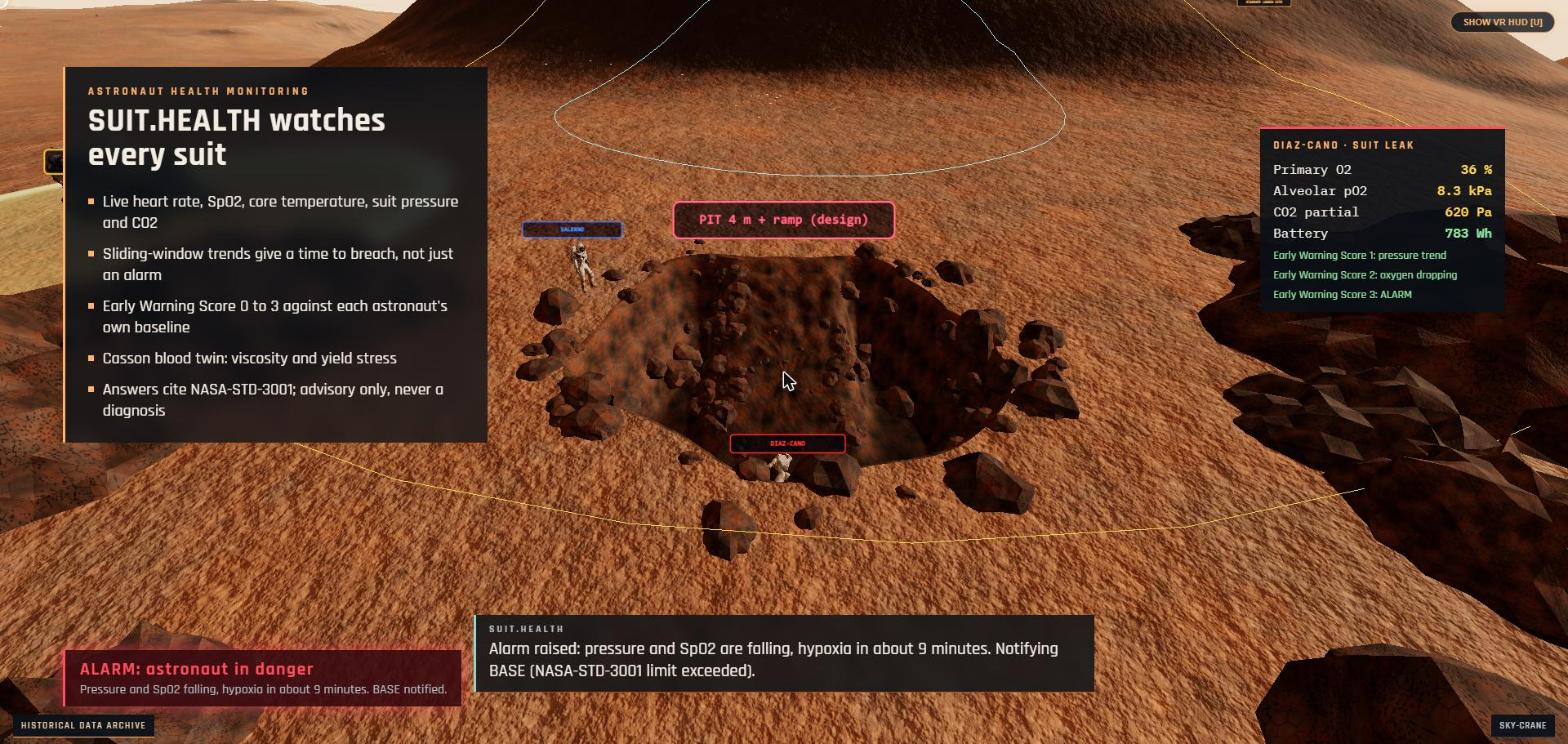 SHOW VR HUD [U]
ASTRONAUT HEALTH MONITORING
SUIT.HEALTH watches
every suit
Live heart rate, SpO2, core temperature, suit pressure
and CO2
Sliding-window trends give a time to breach, not just
an alarm
Early Warning Score 0 to 3 against each astronaut's
own baseline
Casson blood twin: viscosity and yield stress
Answers cite NASA-STD-3001; advisory only, never a
diagnosis
DIAZ-CANO · SUIT LEAK
Primary O2 36 %
Alveolar pO2 8.3 kPa
CO2 partial 620 Pa
Battery 783 Wh
Early Warning Score 1: pressure trend
Early Warning Score 2: oxygen dropping
Early Warning Score 3: ALARM
PIT 4 m + ramp (design)
DIAZ-CANO
SUIT.HEALTH
Alarm raised: pressure and SpO2 are falling, hypoxia in about 9 minutes. Notifying
BASE (NASA-STD-3001 limit exceeded).
ALARM: astronaut in danger
Pressure and SpO2 falling, hypoxia in about 9 minutes. BASE notified.
HISTORICAL DATA ARCHIVE
SKY-CRANE